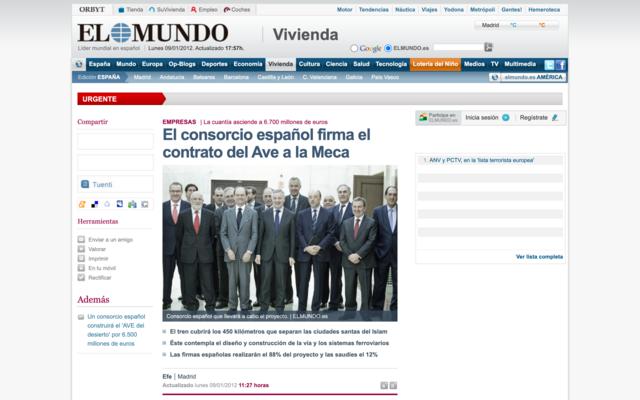 ORBYT Tienda SuVivienda Empleo Coches Motor Tendencias Náutica Viajes Yodona Metrópoli Gentes! Hemeroteca
EL MUNDO Vivienda
Madrid °C °C
Líder mundial en español Lunes 09/01/2012. Actualizado 17:57h.
Google ELMUNDO.es
España Mundo Europa Op-Blogs Deportes Economía Vivienda Cultura Ciencia Salud Tecnología Lotería del Niño Medios TV Multimedia
Edición ESPAÑA Madrid Andalucía Baleares Barcelona Castilla y León C. Valenciana Galicia País Vasco elmundo.es AMÉRICA
URGENTE
Compartir
Tuenti
Herramientas
Enviar a un amigo
Valorar
Imprimir
En tu móvil
Rectificar
Además
Un consorcio español
construirá el 'AVE del
desierto' por 6.500
millones de euros
EMPRESAS | La cuantía asciende a 6.700 millones de euros
El consorcio español firma el
contrato del Ave a la Meca
Consorcio español que llevará a cabo el proyecto. | ELMUNDO.es
El tren cubrirá los 450 kilómetros que separan las ciudades santas del Islam
Éste contempla el diseño y construcción de la vía y los sistemas ferroviarios
Las firmas españolas realizarán el 88% del proyecto y las saudíes el 12%
Efe | Madrid
Actualizado lunes 09/01/2012 11:27 horas
Participa en
ELMUNDO.es
Inicia sesión Regístrate
1. ANV y PCTV, en la 'lista terrorista europea'
Ver lista completa